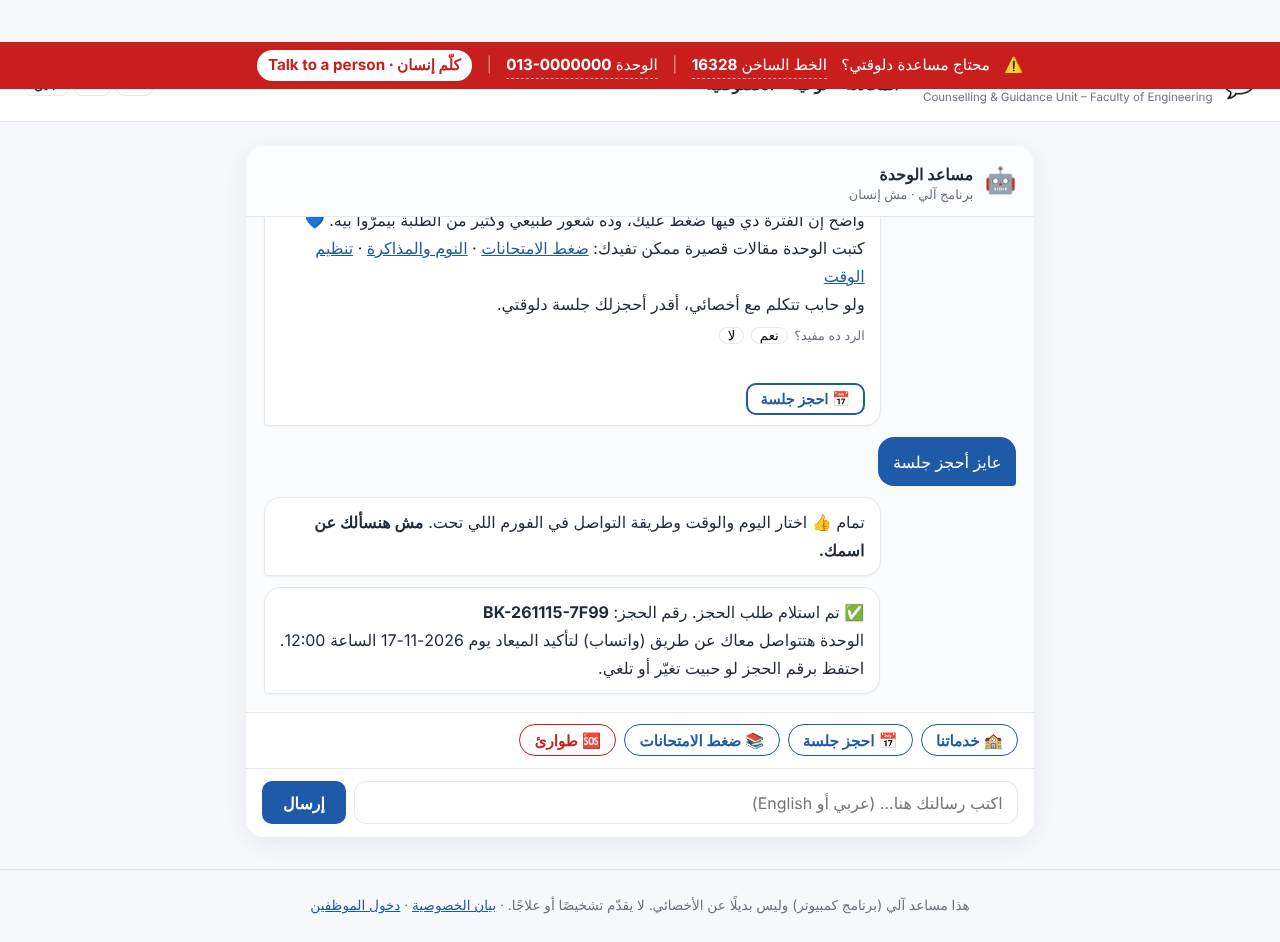 ⚠️ محتاج مساعدة دلوقتي؟ الخط الساخن 16328 | الوحدة 013-0000000 | كلّم إنسان · Talk to a person
Counselling & Guidance Unit – Faculty of Engineering
🤖 مساعد الوحدة
برنامج آلي · مش إنسان
واضح إن الفترة دي فيها ضغط عليك، وده شعور طبيعي وكتير من الطلبة بيمرّوا بيه. 💙
كتبت الوحدة مقالات قصيرة ممكن تفيدك: ضغط الامتحانات · النوم والمذاكرة · تنظيم
الوقت
ولو حابب تتكلم مع أخصائي، أقدر أحجزلك جلسة دلوقتي.
الرد ده مفيد؟ نعم لا
📅 احجز جلسة
عايز أحجز جلسة
تمام 👍 اختار اليوم والوقت وطريقة التواصل في الفورم اللي تحت. مش هنسألك عن
اسمك.
✅ تم استلام طلب الحجز. رقم الحجز: BK-261115-7F99
الوحدة هتتواصل معاك عن طريق (واتساب) لتأكيد الميعاد يوم 2026-11-17 الساعة 12:00.
احتفظ برقم الحجز لو حبيت تغيّر أو تلغي.
🏫 خدماتنا 📅 احجز جلسة 📚 ضغط الامتحانات 🆘 طوارئ
اكتب رسالتك هنا... (عربي أو English) إرسال
هذا مساعد آلي (برنامج كمبيوتر) وليس بديلًا عن الأخصائي. لا يقدّم تشخيصًا أو علاجًا. · بيان الخصوصية · دخول الموظفين